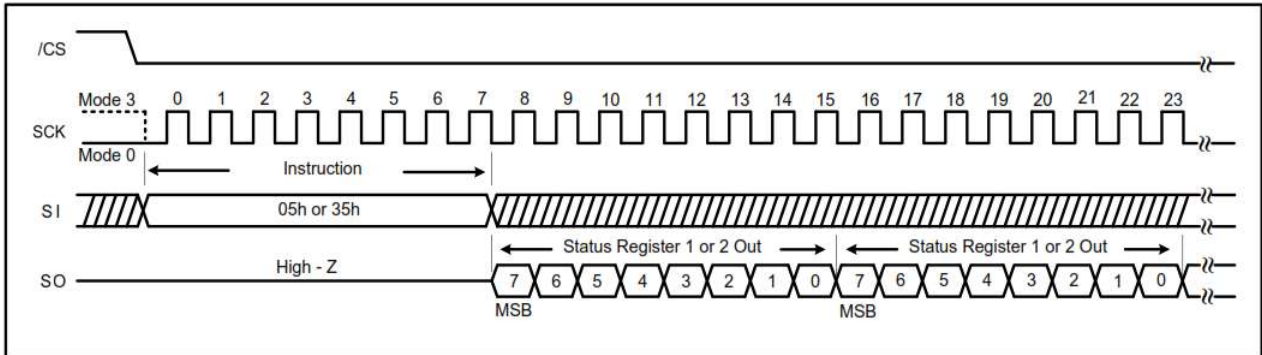 /CS
Mode 3 0 1 2 3 4 5 6 7 8 9 10 11 12 13 14 15 16 17 18 19 20 21 22 23
SCK
Mode 0
Instruction
SI 05h or 35h
Status Register 1 or 2 Out Status Register 1 or 2 Out
High - Z
SO 7 6 5 4 3 2 1 0 7 6 5 4 3 2 1 0
MSB MSB